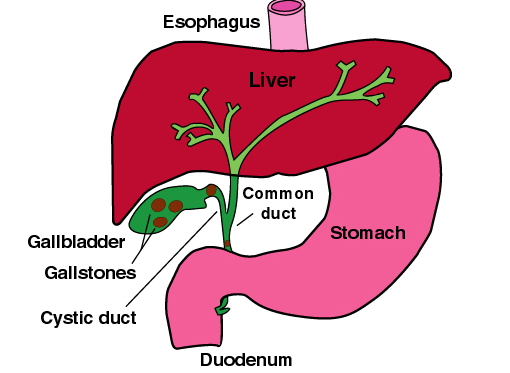 Esophagus
Liver
Common
duct
Stomach
Gallbladder
Gallstones
Cystic duct
Duodenum